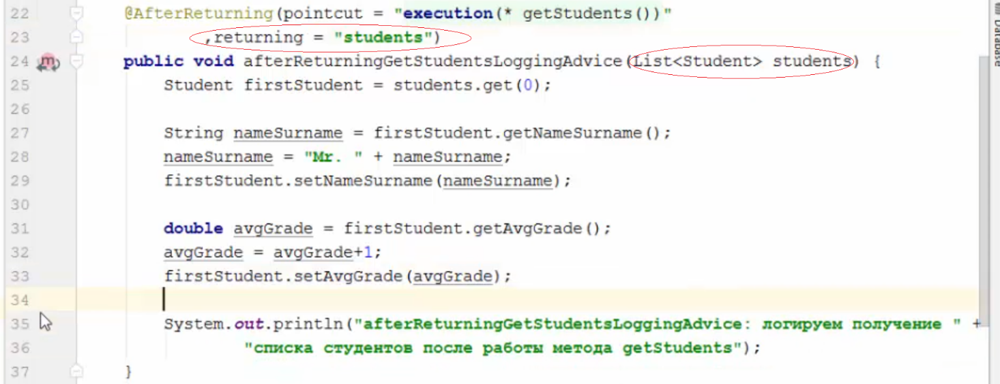 22 @AfterReturning(pointcut = "execution(* getStudents())"
23 ,returning = "students")
24 public void afterReturningGetStudentsLoggingAdvice(List<Student> students) {
25 Student firstStudent = students.get(0);
26
27 String nameSurname = firstStudent.getNameSurname();
28 nameSurname = "Mr. " + nameSurname;
29 firstStudent.setNameSurname(nameSurname);
30
31 double avgGrade = firstStudent.getAvgGrade();
32 avgGrade = avgGrade+1;
33 firstStudent.setAvgGrade(avgGrade);
34
35 System.out.println("afterReturningGetStudentsLoggingAdvice: логируем получение " +
36 "списка студентов после работы метода getStudents");
37 }
Database